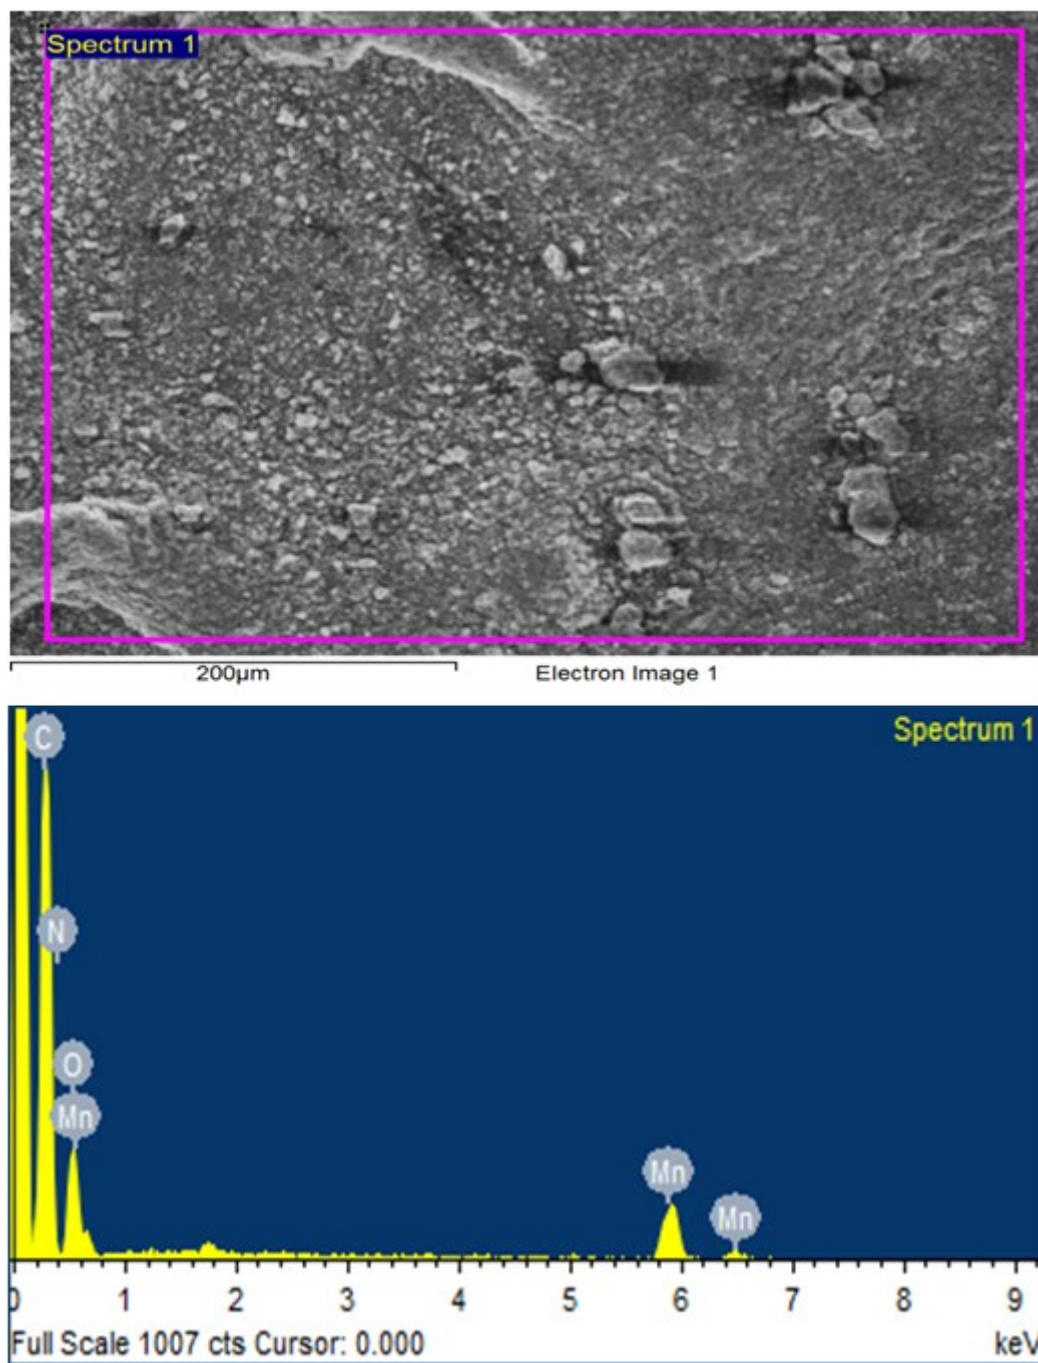 Spectrum 1
200μm
Electron Image 1
Spectrum 1
C
N
O
Mn
Mn
Mn
0 1 2 3 4 5 6 7 8 9
Full Scale 1007 cts Cursor: 0.000 keV